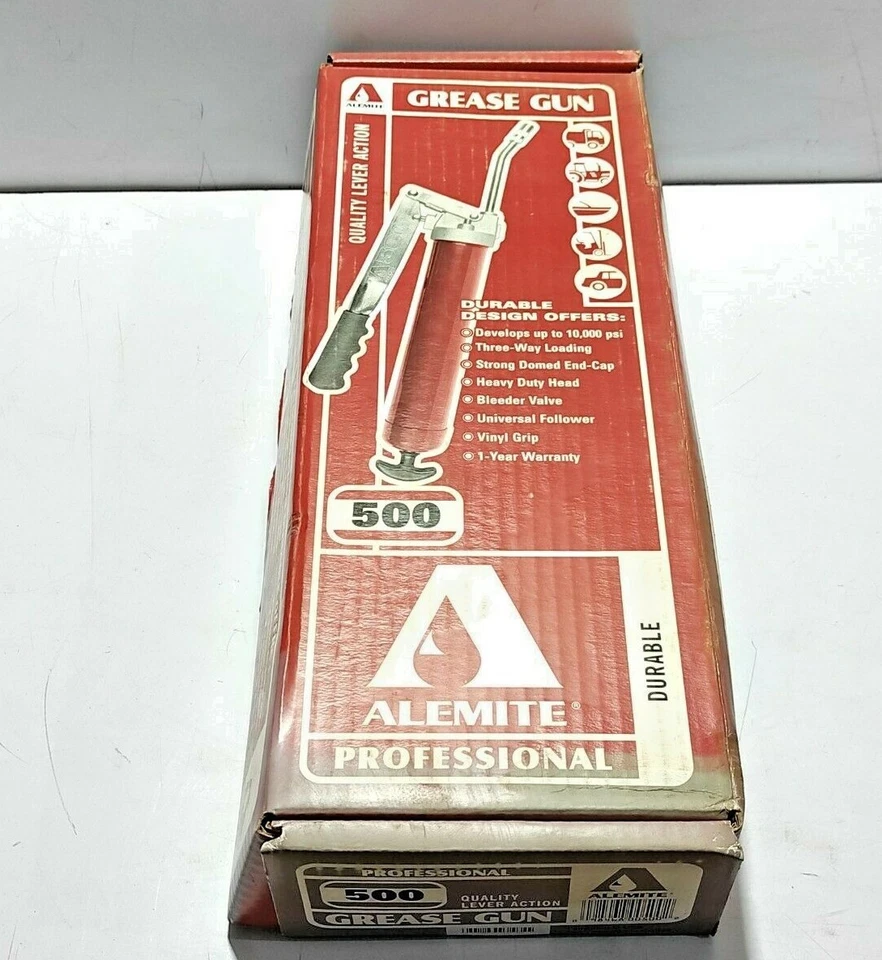 ALEMITE
GREASE GUN
QUALITY LEVER ACTION
DURABLE
DESIGN OFFERS:
Develops up to 10,000 psi
Three-Way Loading
Strong Domed End-Cap
Heavy Duty Head
Bleeder Valve
Universal Follower
Vinyl Grip
1-Year Warranty
500
DURABLE
ALEMITE®
PROFESSIONAL
PROFESSIONAL
500
QUALITY
LEVER ACTION
GREASE GUN
ALEMITE